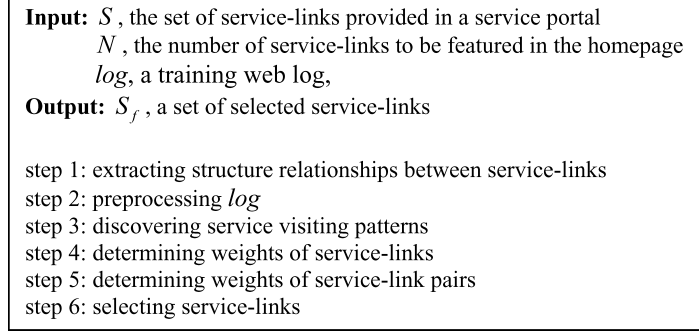 Input: S , the set of service-links provided in a service portal
N , the number of service-links to be featured in the homepage
log, a training web log,
Output: S_f , a set of selected service-links
step 1: extracting structure relationships between service-links
step 2: preprocessing log
step 3: discovering service visiting patterns
step 4: determining weights of service-links
step 5: determining weights of service-link pairs
step 6: selecting service-links